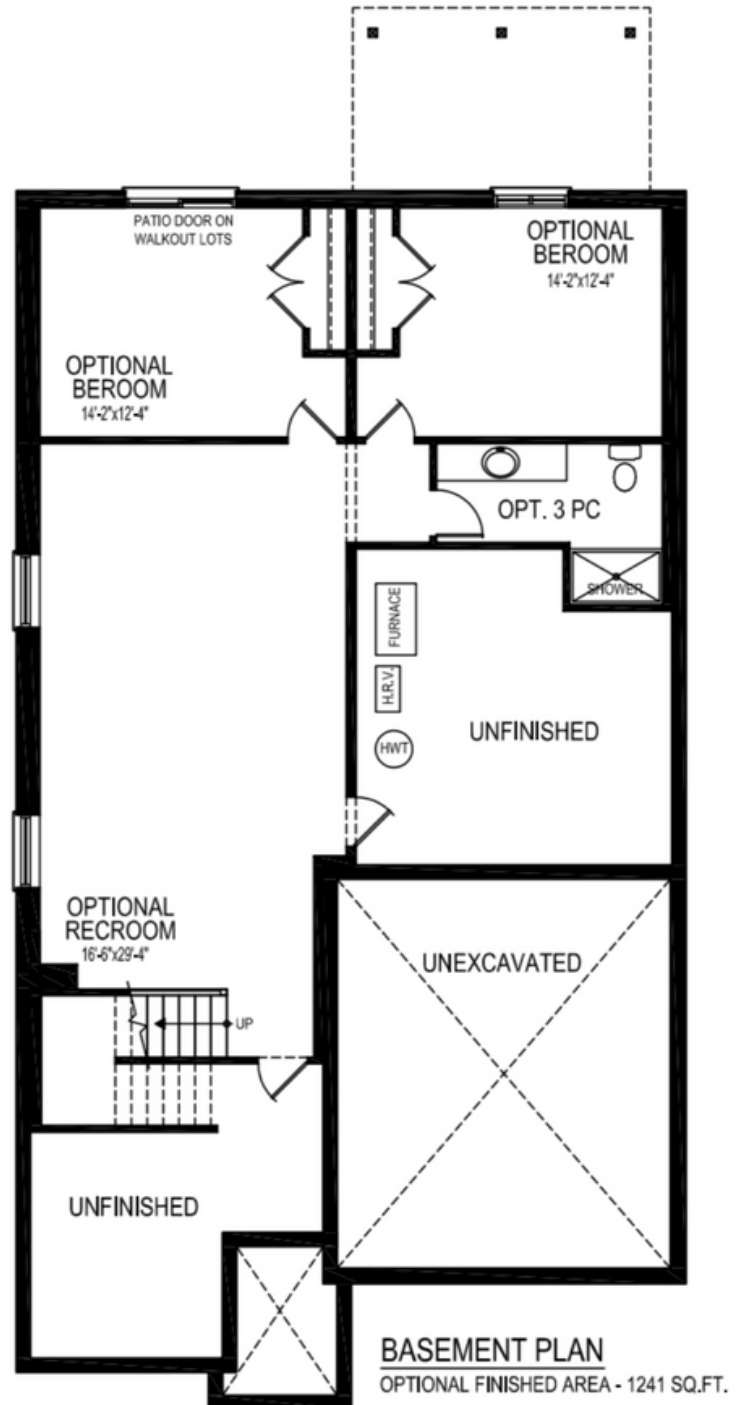 PATIO DOOR ON
WALKOUT LOTS
OPTIONAL
BEROOM
14'-2"x12'-4"
OPTIONAL
BEROOM
14'-2"x12'-4"
OPT. 3 PC
SHOWER
FURNACE
H.R.V.
HWT
UNFINISHED
OPTIONAL
RECROOM
16'-6"x29'-4"
UNEXCAVATED
UP
UNFINISHED
BASEMENT PLAN
OPTIONAL FINISHED AREA - 1241 SQ.FT.